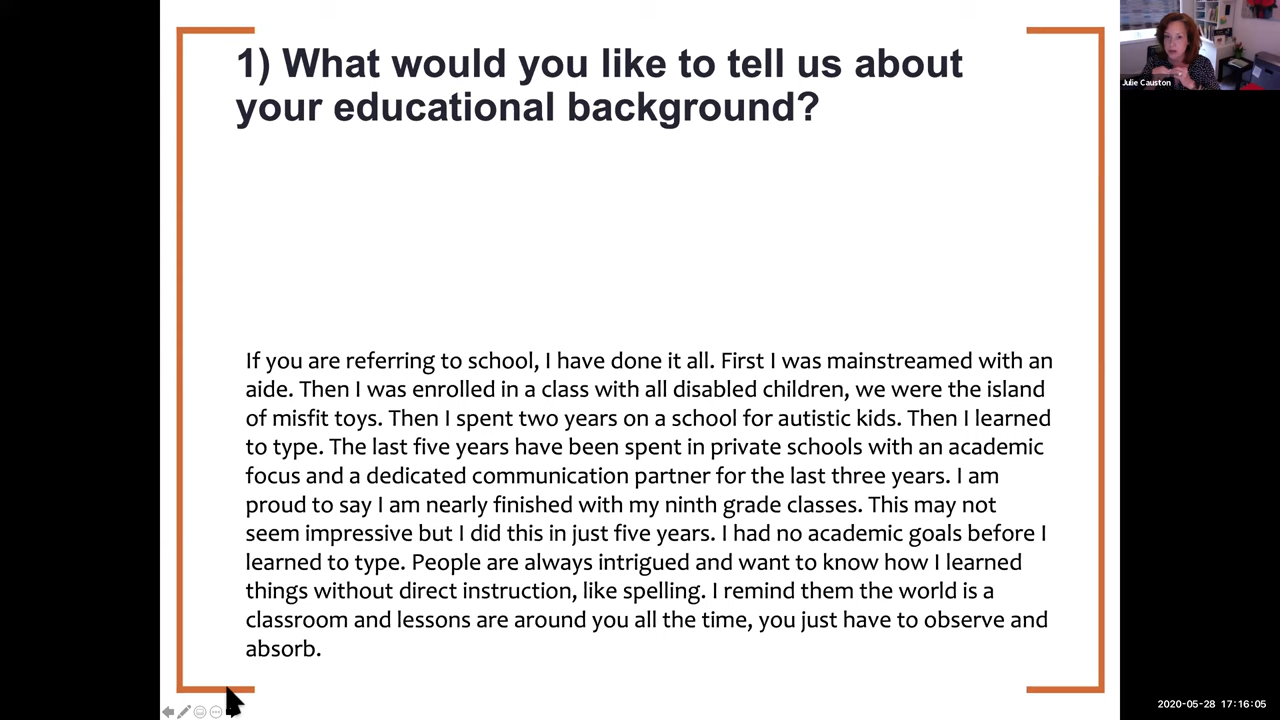 1) What would you like to tell us about
your educational background?
If you are referring to school, I have done it all. First I was mainstreamed with an
aide. Then I was enrolled in a class with all disabled children, we were the island
of misfit toys. Then I spent two years on a school for autistic kids. Then I learned
to type. The last five years have been spent in private schools with an academic
focus and a dedicated communication partner for the last three years. I am
proud to say I am nearly finished with my ninth grade classes. This may not
seem impressive but I did this in just five years. I had no academic goals before I
learned to type. People are always intrigued and want to know how I learned
things without direct instruction, like spelling. I remind them the world is a
classroom and lessons are around you all the time, you just have to observe and
absorb.
Julie Causton
2020-05-28 17:16:05